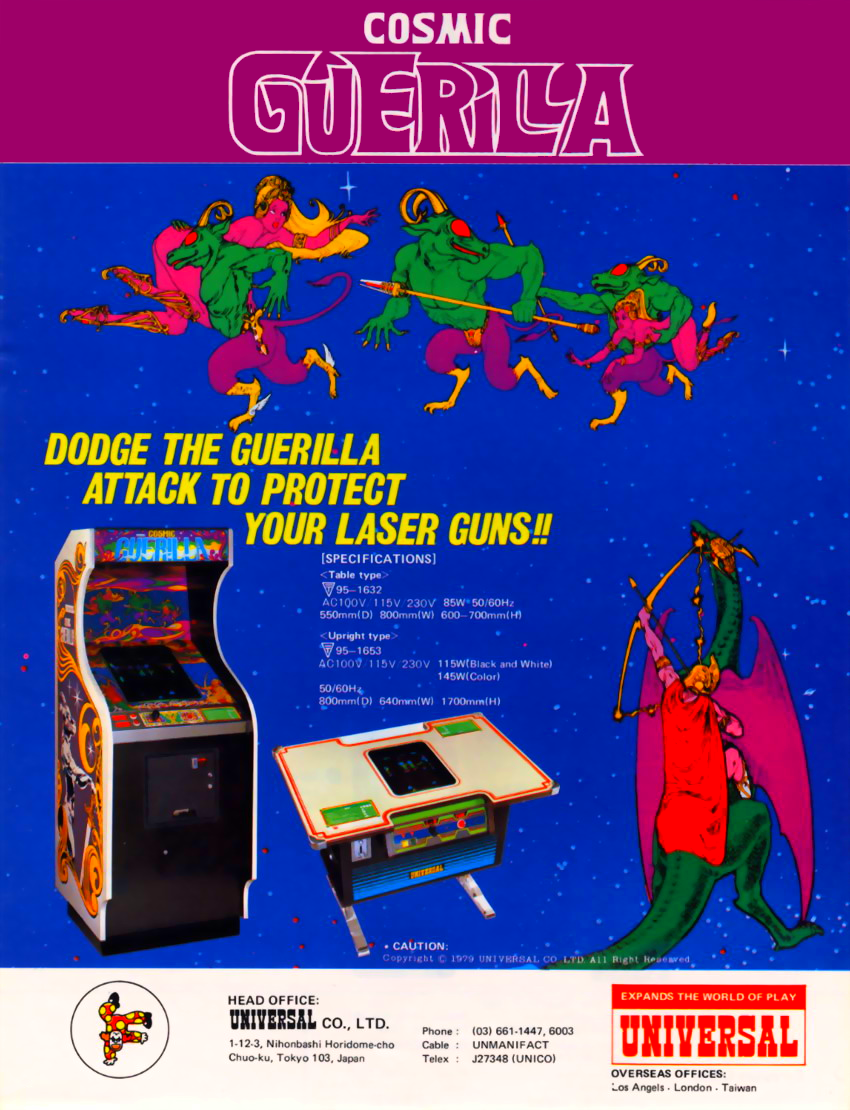 COSMIC
GUERILLA
DODGE THE GUERILLA
ATTACK TO PROTECT
YOUR LASER GUNS!!
[SPECIFICATIONS]
<Table type>
95-1632
AC100V/115V/230V 85W 50/60Hz
550mm(D) 800mm(W) 600-700mm(H)
<Upright type>
95-1653
AC100V/115V/230V 115W(Black and White)
145W(Color)
50/60Hz
800mm(D) 640mm(W) 1700mm(H)
COSMIC
GUERILLA
UNIVERSAL
• CAUTION:
Copyright © 1979 UNIVERSAL CO. LTD. All Right Reserved
HEAD OFFICE:
UNIVERSAL CO., LTD.
1-12-3, Nihonbashi Horidome-cho
Chuo-ku, Tokyo 103, Japan
Phone : (03) 661-1447, 6003
Cable : UNMANIFACT
Telex : J27348 (UNICO)
EXPANDS THE WORLD OF PLAY
UNIVERSAL
OVERSEAS OFFICES:
Los Angels · London · Taiwan